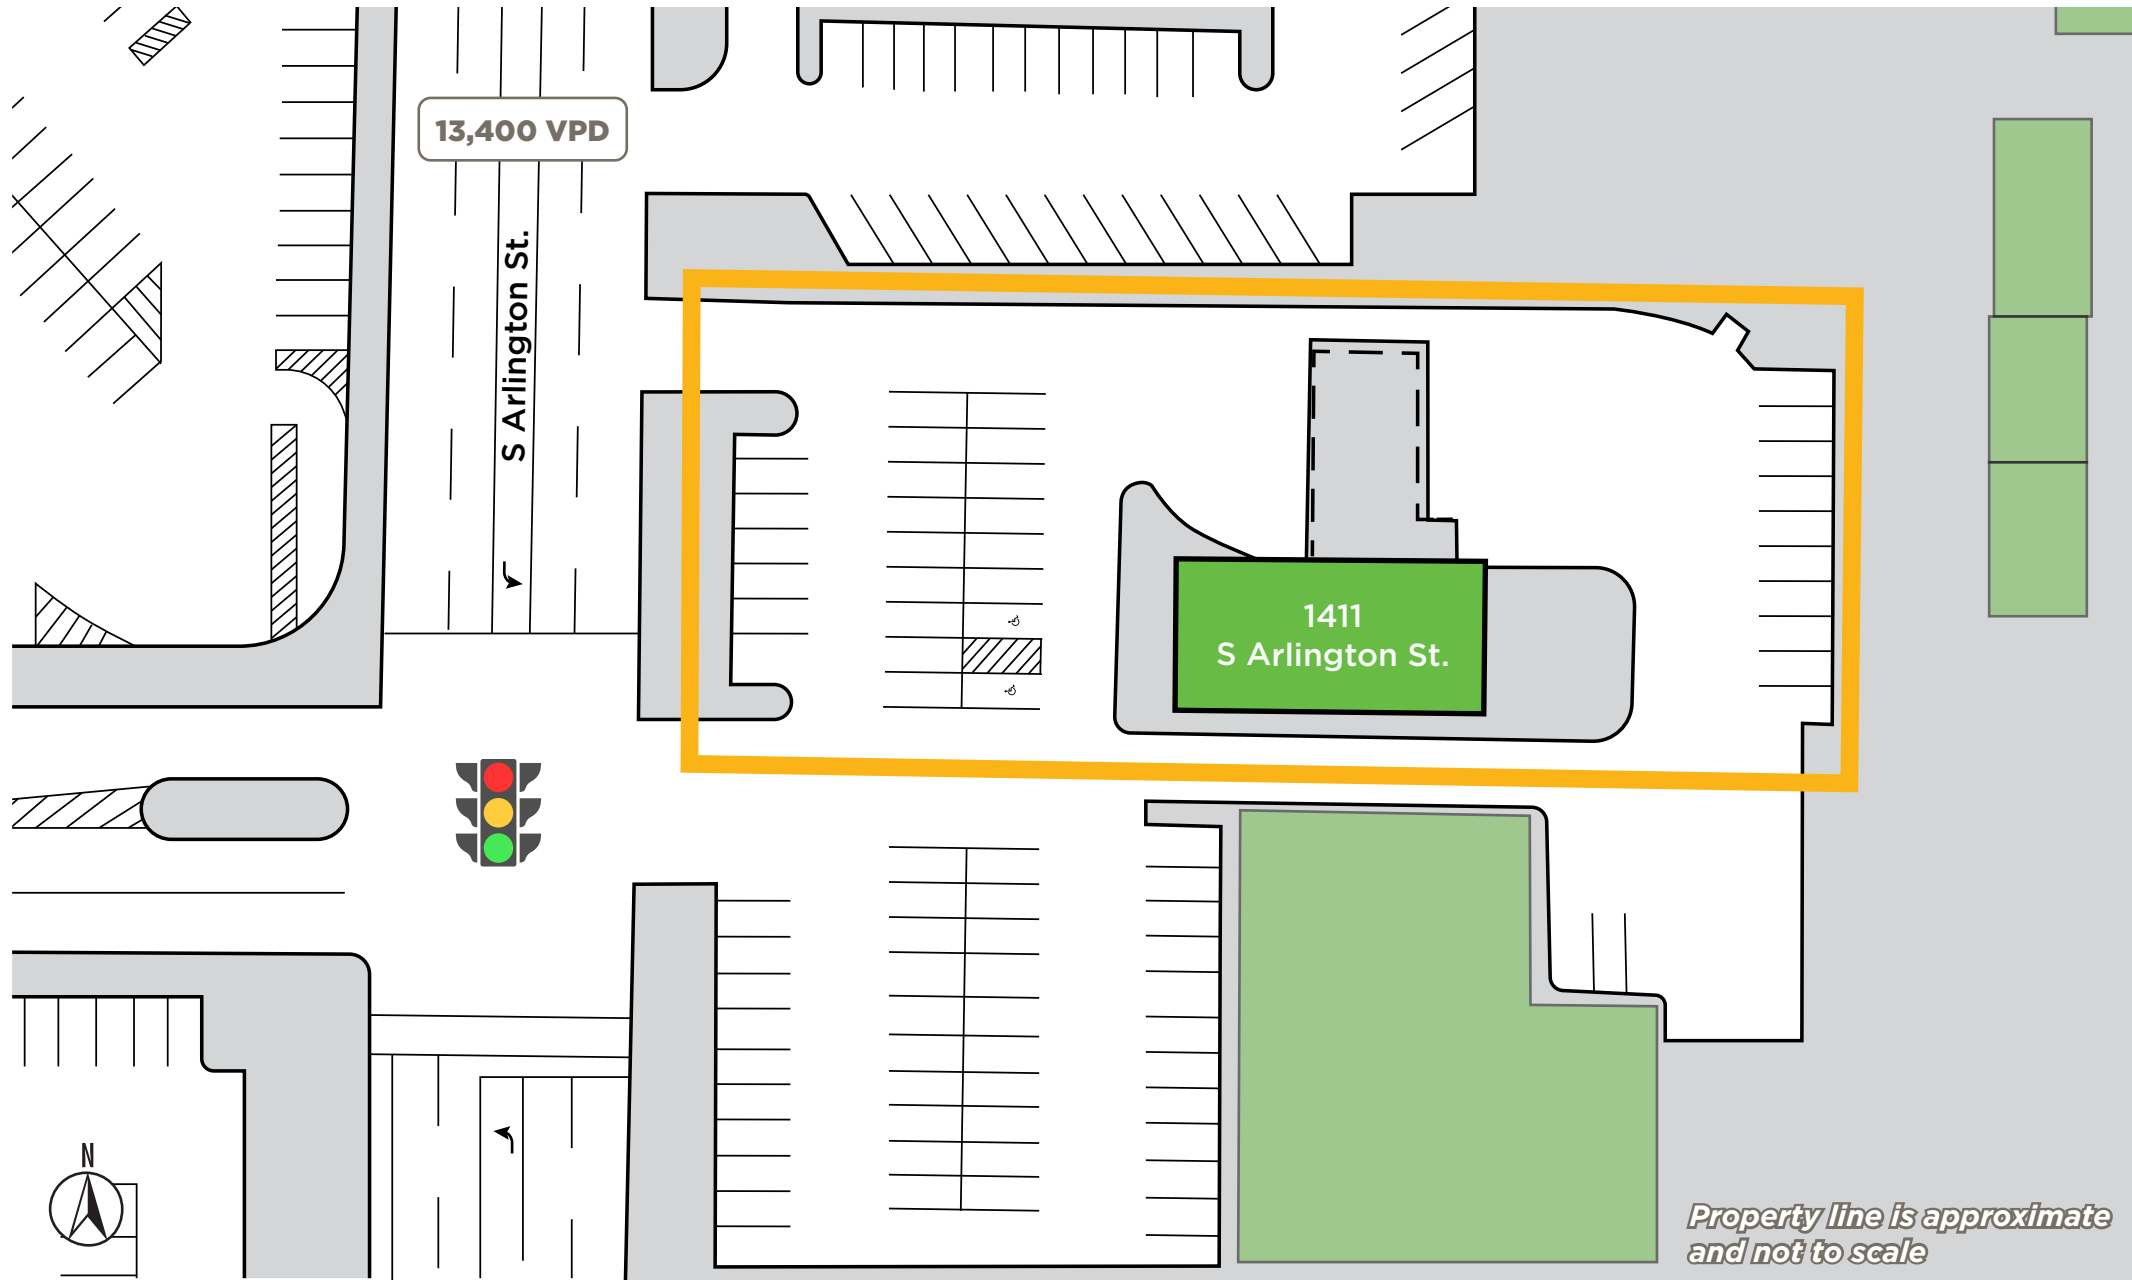 13,400 VPD
S Arlington St.
1411
S Arlington St.
N
Property line is approximate
and not to scale